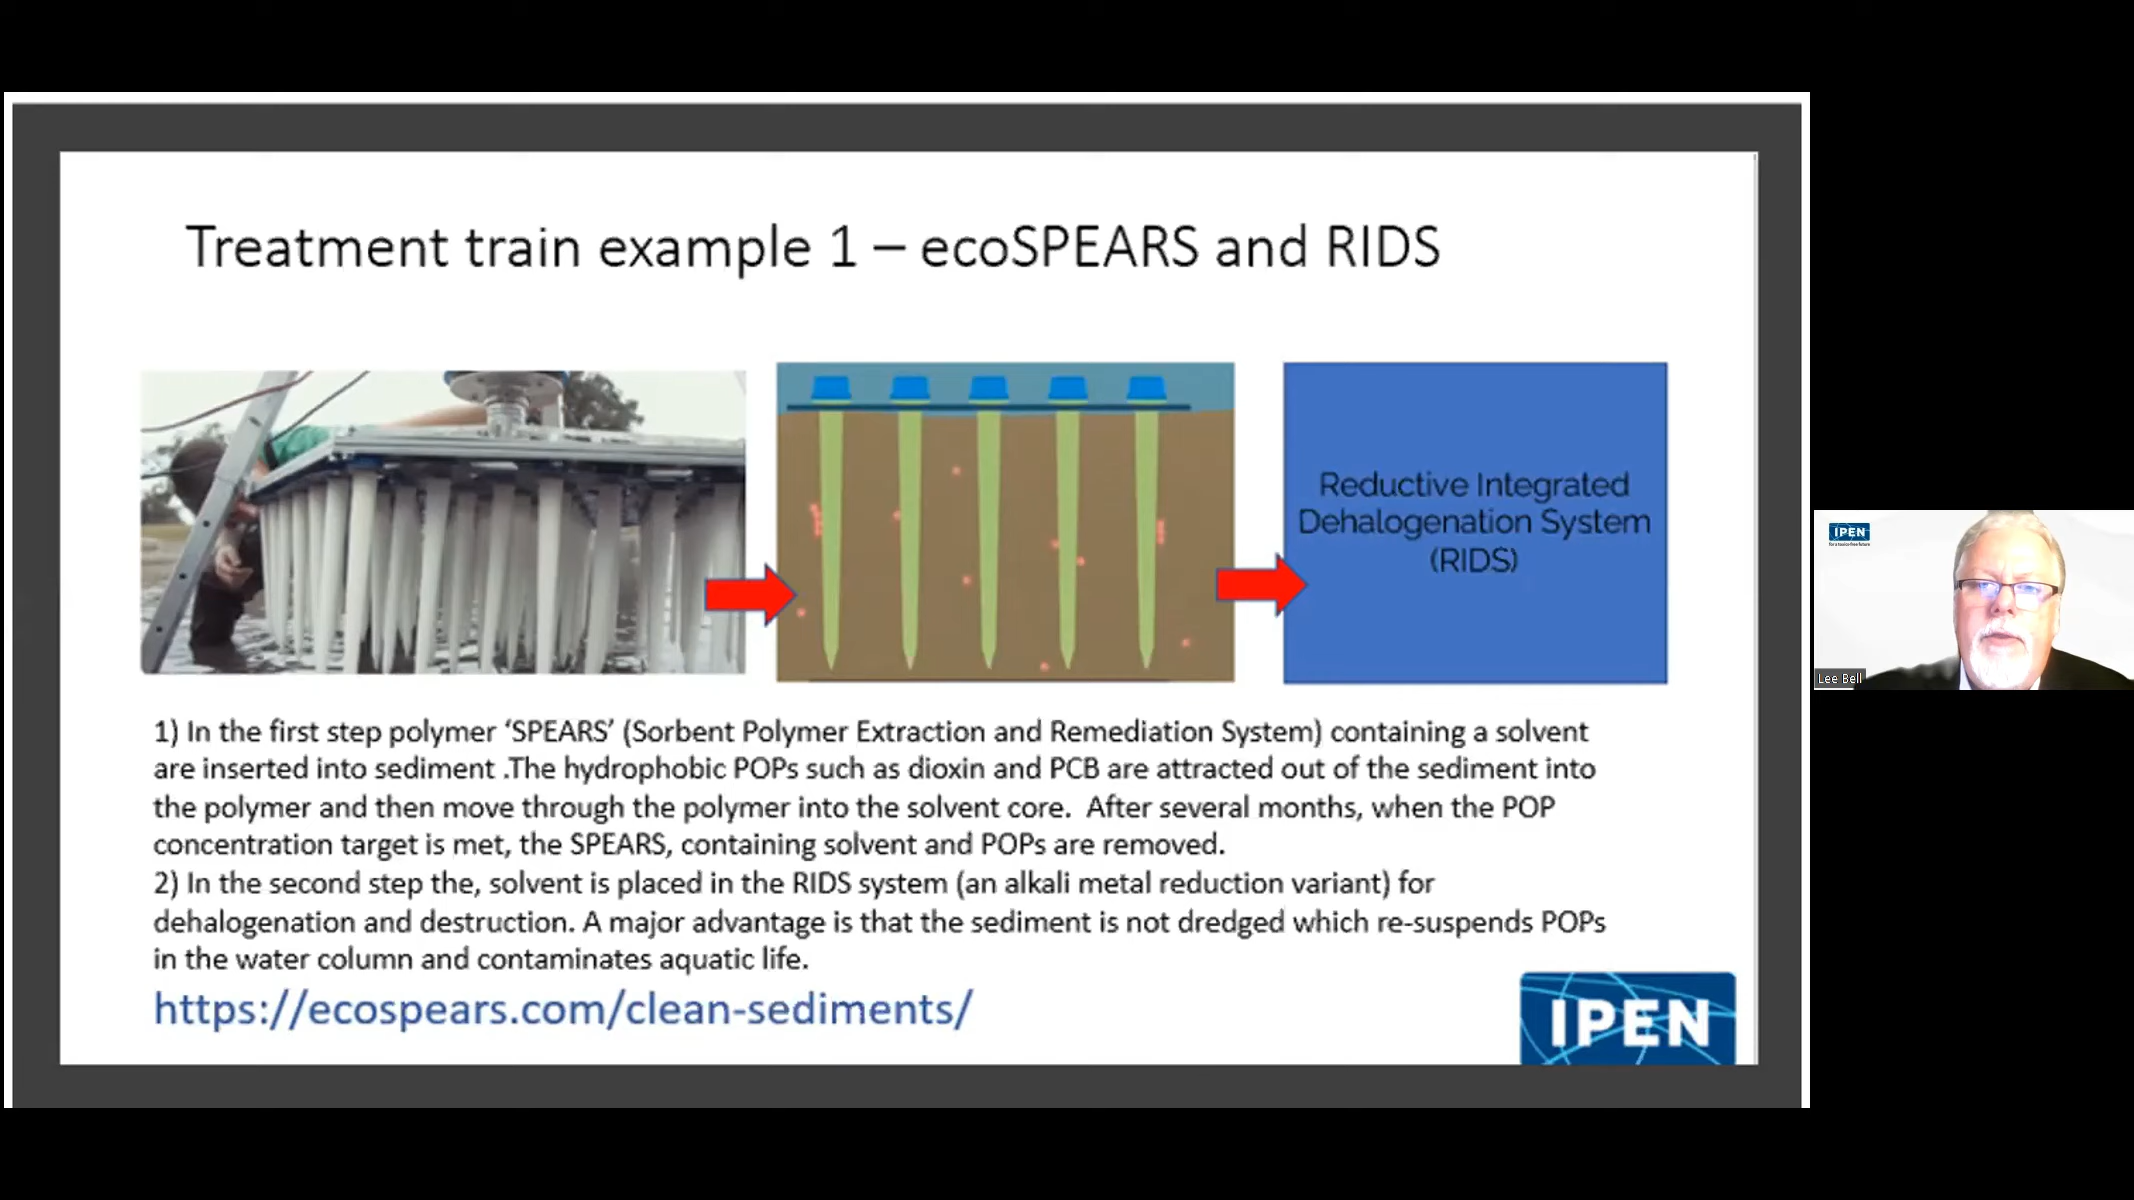 Treatment train example 1 – ecoSPEARS and RIDS
Reductive Integrated
Dehalogenation System
(RIDS)
1) In the first step polymer ‘SPEARS’ (Sorbent Polymer Extraction and Remediation System) containing a solvent
are inserted into sediment .The hydrophobic POPs such as dioxin and PCB are attracted out of the sediment into
the polymer and then move through the polymer into the solvent core.  After several months, when the POP
concentration target is met, the SPEARS, containing solvent and POPs are removed.
2) In the second step the, solvent is placed in the RIDS system (an alkali metal reduction variant) for
dehalogenation and destruction. A major advantage is that the sediment is not dredged which re-suspends POPs
in the water column and contaminates aquatic life.
https://ecospears.com/clean-sediments/
IPEN
IPEN
for a toxics-free future
Lee Bell